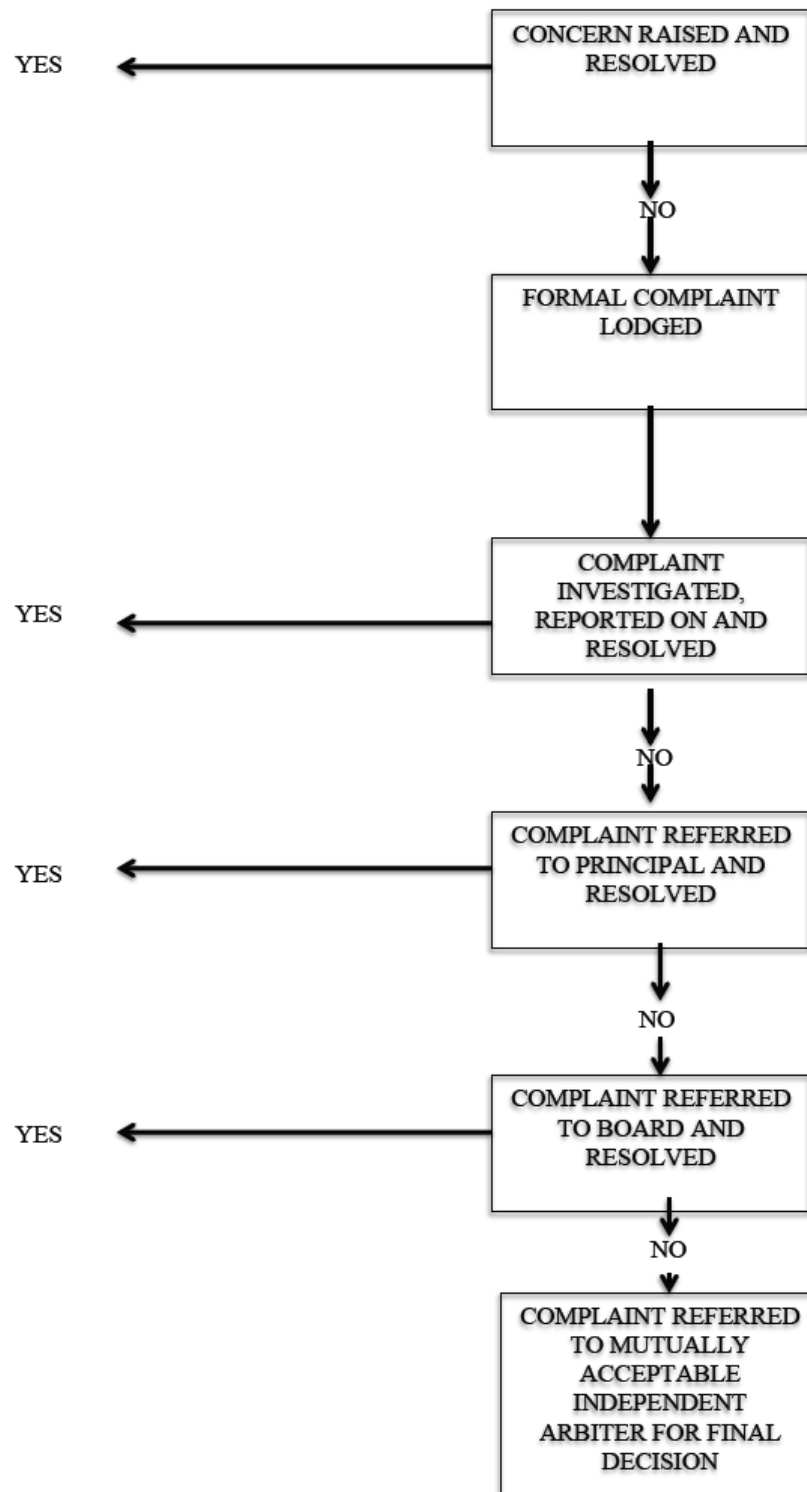 CONCERN RAISED AND
RESOLVED
YES
NO
FORMAL COMPLAINT
LODGED
COMPLAINT
INVESTIGATED,
REPORTED ON AND
RESOLVED
YES
NO
COMPLAINT REFERRED
TO PRINCIPAL AND
RESOLVED
YES
NO
COMPLAINT REFERRED
TO BOARD AND
RESOLVED
YES
NO
COMPLAINT REFERRED
TO MUTUALLY
ACCEPTABLE
INDEPENDENT
ARBITER FOR FINAL
DECISION